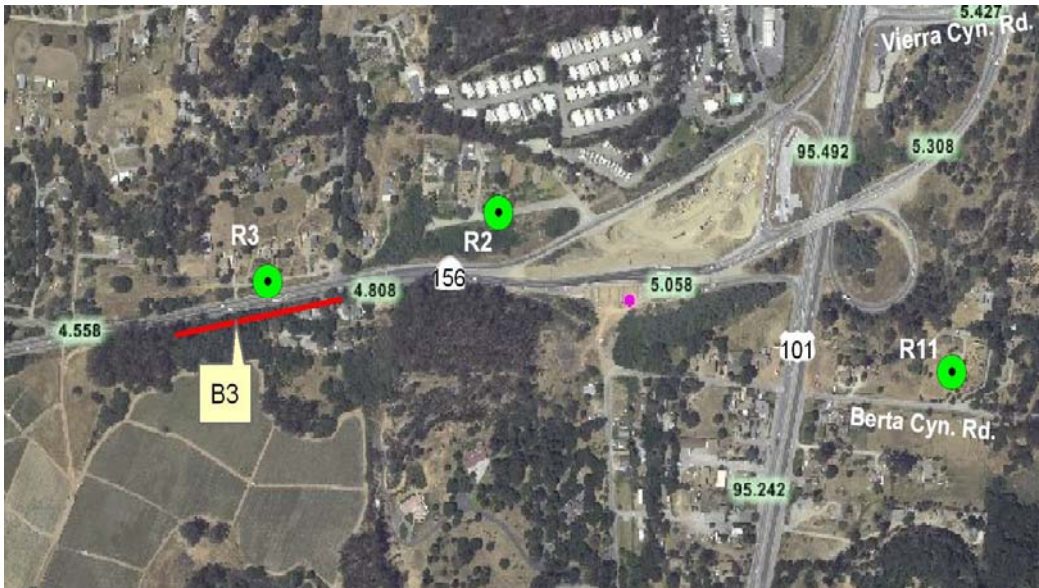 5.427
Vierra Cyn. Rd.
5.308
95.492
R3
R2
156
4.808
5.058
4.558
101
R11
B3
Berta Cyn. Rd.
95.242